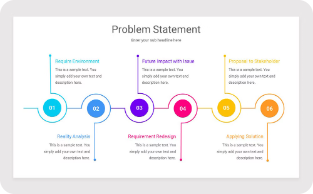 Problem Statement
Enter your sub headline here.
Require Environment
This is a sample text. You
simply add your own text and
description here.
Future Impact with Issue
This is a sample text. You
simply add your own text and
description here.
Propose To Stakeholder
This is a sample text. You
simply add your own text and
description here.
01
02
03
04
05
06
Reality Analysis
This is a sample text. You
simply add your own text and
description here.
Requirement Redesign
This is a sample text. You
simply add your own text and
description here.
Applying Solution
This is a sample text. You
simply add your own text and
description here.